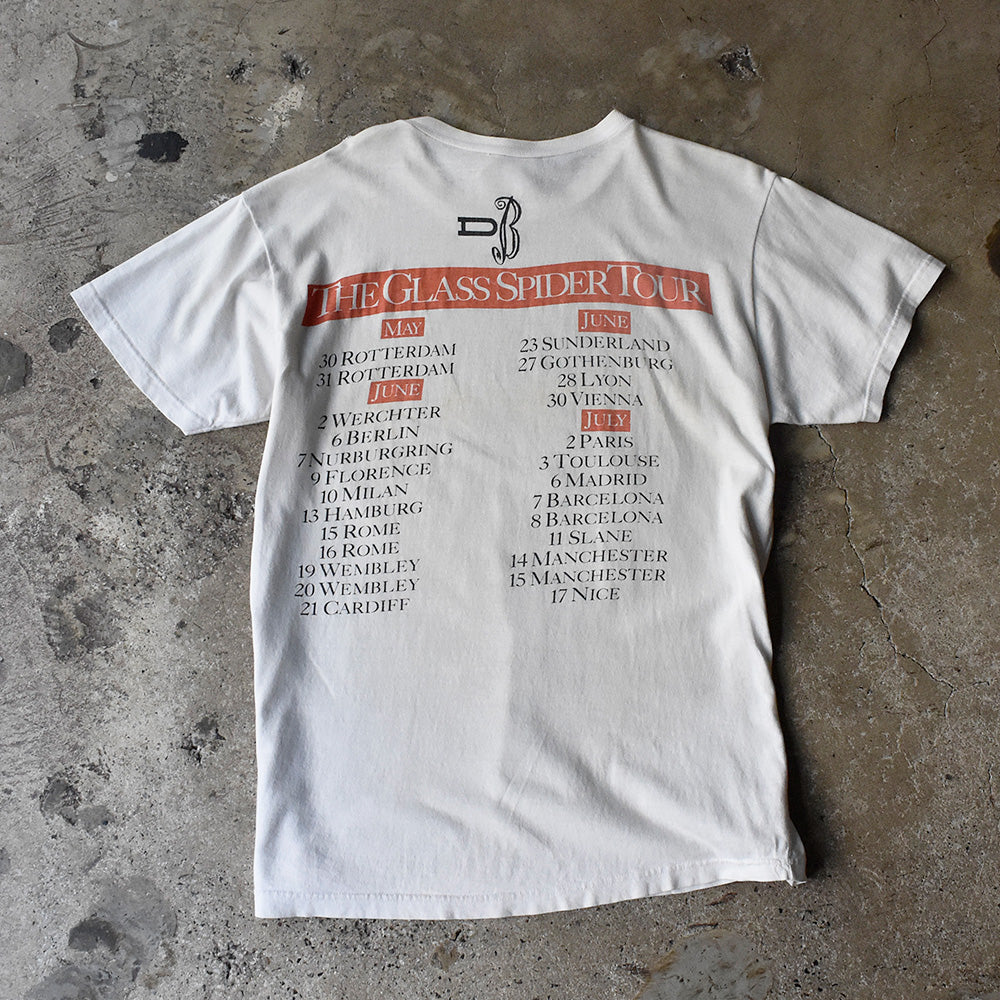 DB
THE GLASS SPIDER TOUR
MAY
30 ROTTERDAM
31 ROTTERDAM
JUNE
2 WERCHTER
6 BERLIN
7 NURBURGRING
9 FLORENCE
10 MILAN
13 HAMBURG
15 ROME
16 ROME
19 WEMBLEY
20 WEMBLEY
21 CARDIFF
JUNE
23 SUNDERLAND
27 GOTHENBURG
28 LYON
30 VIENNA
JULY
2 PARIS
3 TOULOUSE
6 MADRID
7 BARCELONA
8 BARCELONA
11 SLANE
14 MANCHESTER
15 MANCHESTER
17 NICE